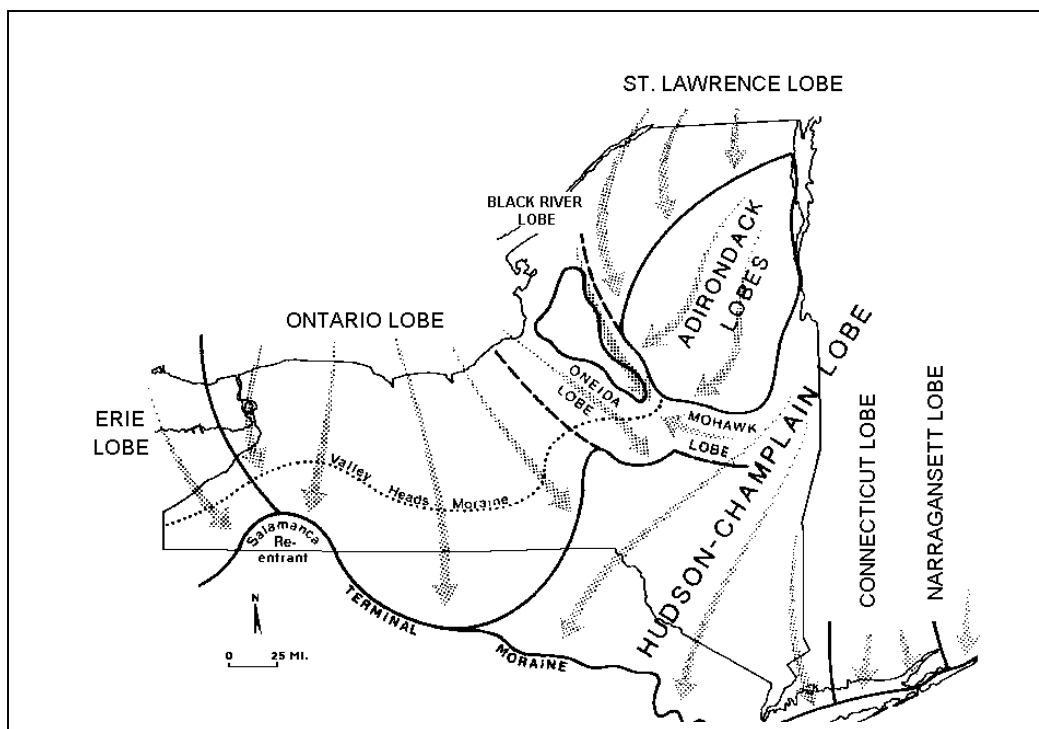 ST. LAWRENCE LOBE
BLACK RIVER
LOBE
ADIRONDACK
LOBES
ONTARIO LOBE
ERIE
LOBE
ONEIDA
LOBE
MOHAWK
LOBE
HUDSON-CHAMPLAIN LOBE
CONNECTICUT LOBE
NARRAGANSETT LOBE
Valley Heads Moraine
Salamanca
Re-
entrant
TERMINAL
MORAINE
N
0 25 MI.